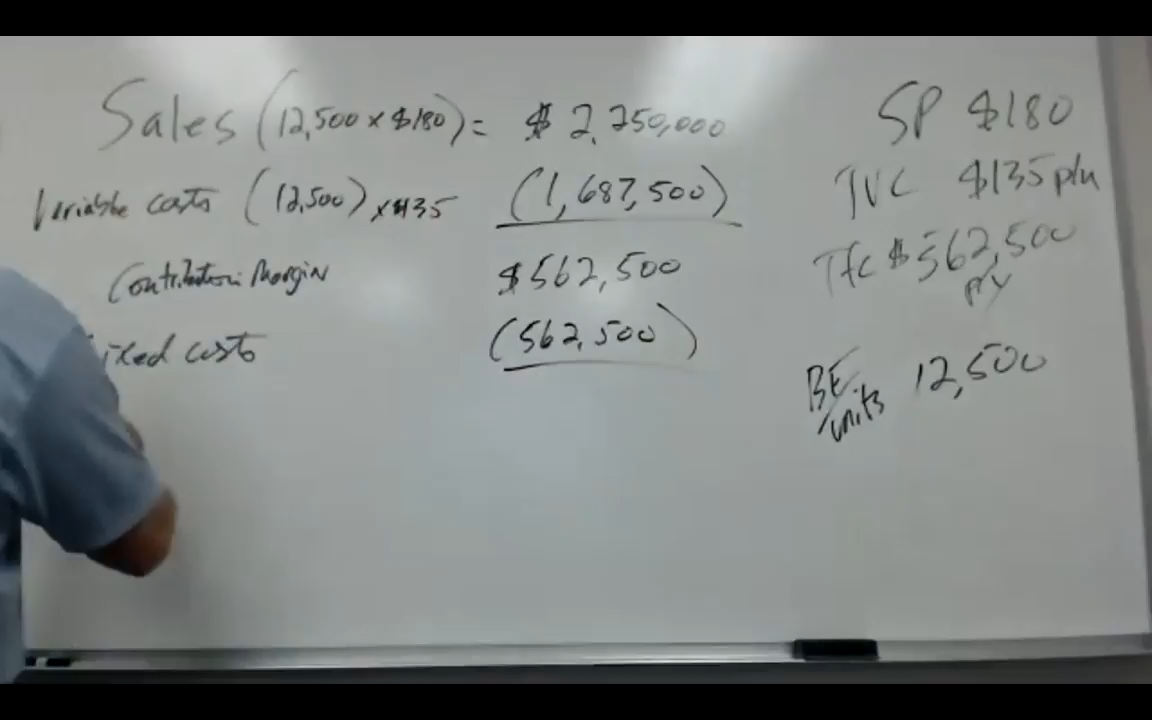 Sales (12,500 x $180) = $ 2,250,000
Variable costs (12,500) x $135 (1,687,500)
Contribution Margin $562,500
ixed costs (562,500)
SP $180
TVC $135 p/u
TFC $562,500
p/y
BE/units 12,500